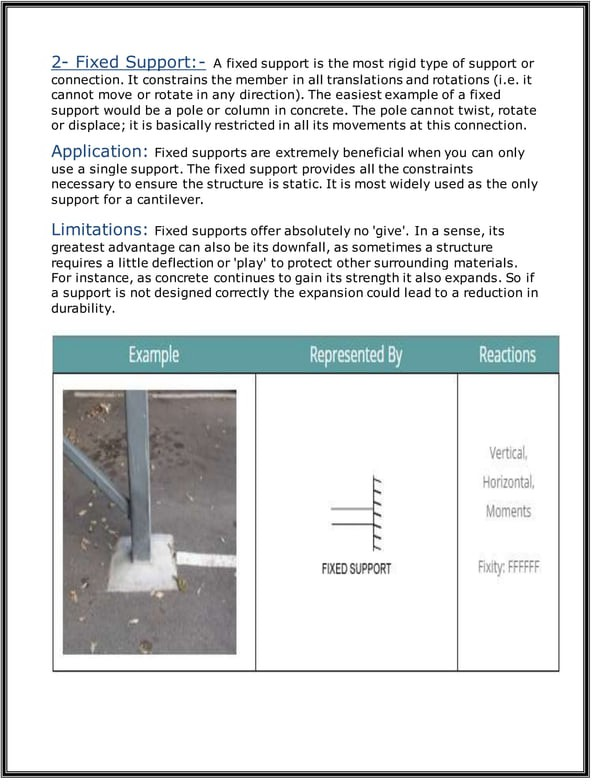 2- Fixed Support:- A fixed support is the most rigid type of support or
connection. It constrains the member in all translations and rotations (i.e. it
cannot move or rotate in any direction). The easiest example of a fixed
support would be a pole or column in concrete. The pole cannot twist, rotate
or displace; it is basically restricted in all its movements at this connection.
Application: Fixed supports are extremely beneficial when you can only
use a single support. The fixed support provides all the constraints
necessary to ensure the structure is static. It is most widely used as the only
support for a cantilever.
Limitations: Fixed supports offer absolutely no 'give'. In a sense, its
greatest advantage can also be its downfall, as sometimes a structure
requires a little deflection or 'play' to protect other surrounding materials.
For instance, as concrete continues to gain its strength it also expands. So if
a support is not designed correctly the expansion could lead to a reduction in
durability.
Example Represented By Reactions
FIXED SUPPORT
Vertical,
Horizontal,
Moments
Fixity: FFFFFF